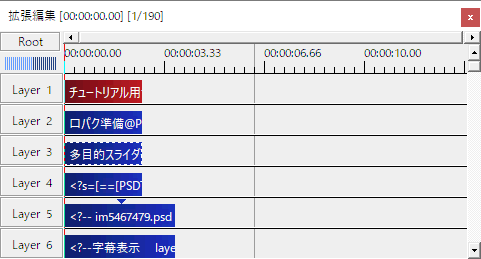 拡張編集 [00:00:00.00] [1/190]
x
Root
00:00:00.00 00:00:03.33 00:00:06.66 00:00:10.00
Layer 1 チュートリアル用
Layer 2 口パク準備@P
Layer 3 多目的スライダ
Layer 4 <?s=[==[PSD
Layer 5 <?-- im5467479.psd
Layer 6 <?--字幕表示 laye